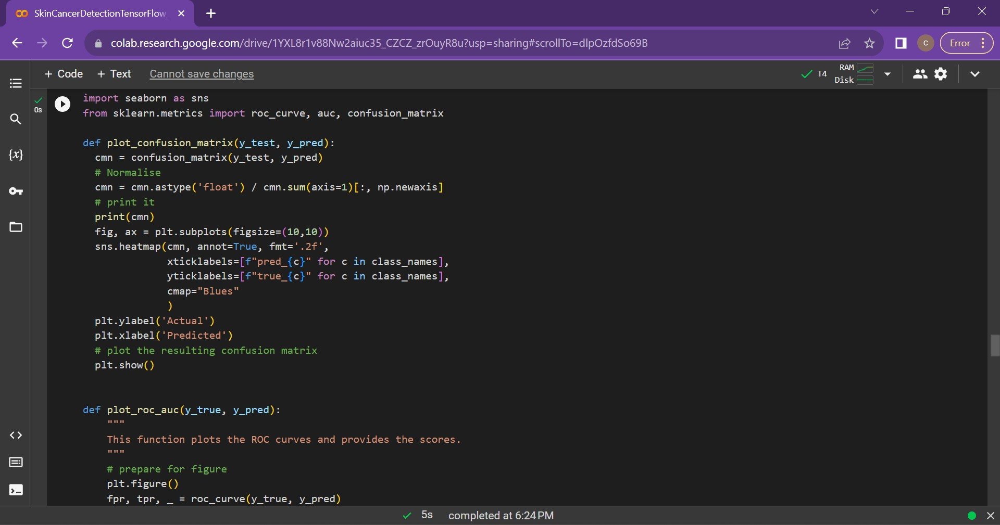 SkinCancerDetectionTensorFlow
colab.research.google.com/drive/1YXL8r1v88Nw2aiuc35_CZCZ_zrOuyR8u?usp=sharing#scrollTo=dlpOzfdSo69B
C
Error
+ Code + Text Cannot save changes
T4
RAM
Disk
0s
{x}
import seaborn as sns
from sklearn.metrics import roc_curve, auc, confusion_matrix
def plot_confusion_matrix(y_test, y_pred):
cmn = confusion_matrix(y_test, y_pred)
# Normalise
cmn = cmn.astype('float') / cmn.sum(axis=1)[:, np.newaxis]
# print it
print(cmn)
fig, ax = plt.subplots(figsize=(10,10))
sns.heatmap(cmn, annot=True, fmt='.2f',
xticklabels=[f"pred_{c}" for c in class_names],
yticklabels=[f"true_{c}" for c in class_names],
cmap="Blues"
)
plt.ylabel('Actual')
plt.xlabel('Predicted')
# plot the resulting confusion matrix
plt.show()
def plot_roc_auc(y_true, y_pred):
"""
This function plots the ROC curves and provides the scores.
"""
# prepare for figure
plt.figure()
fpr, tpr, _ = roc_curve(y_true, y_pred)
5s completed at 6:24 PM